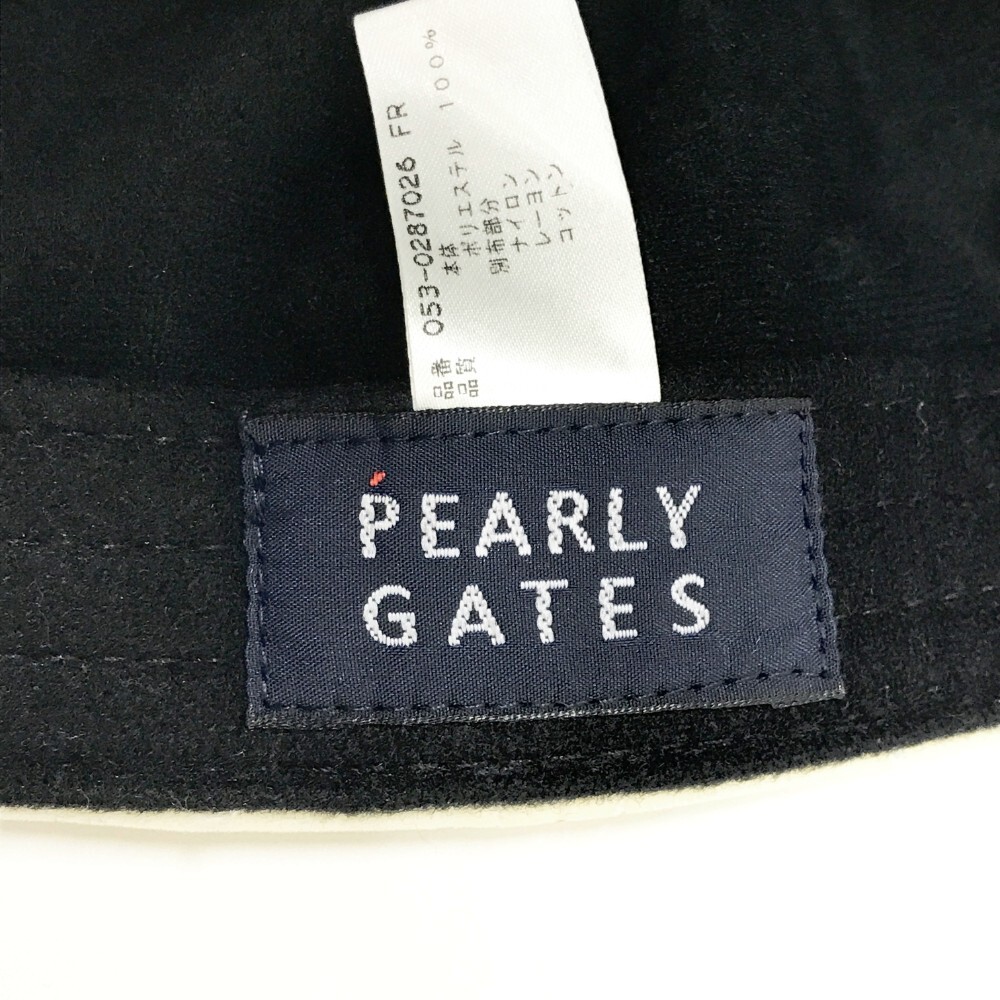 品番 053-0287026 FR
品質 本体
ポリエステル 100%
別布部分
ナイロン
レーヨン
コットン
PEARLY
GATES